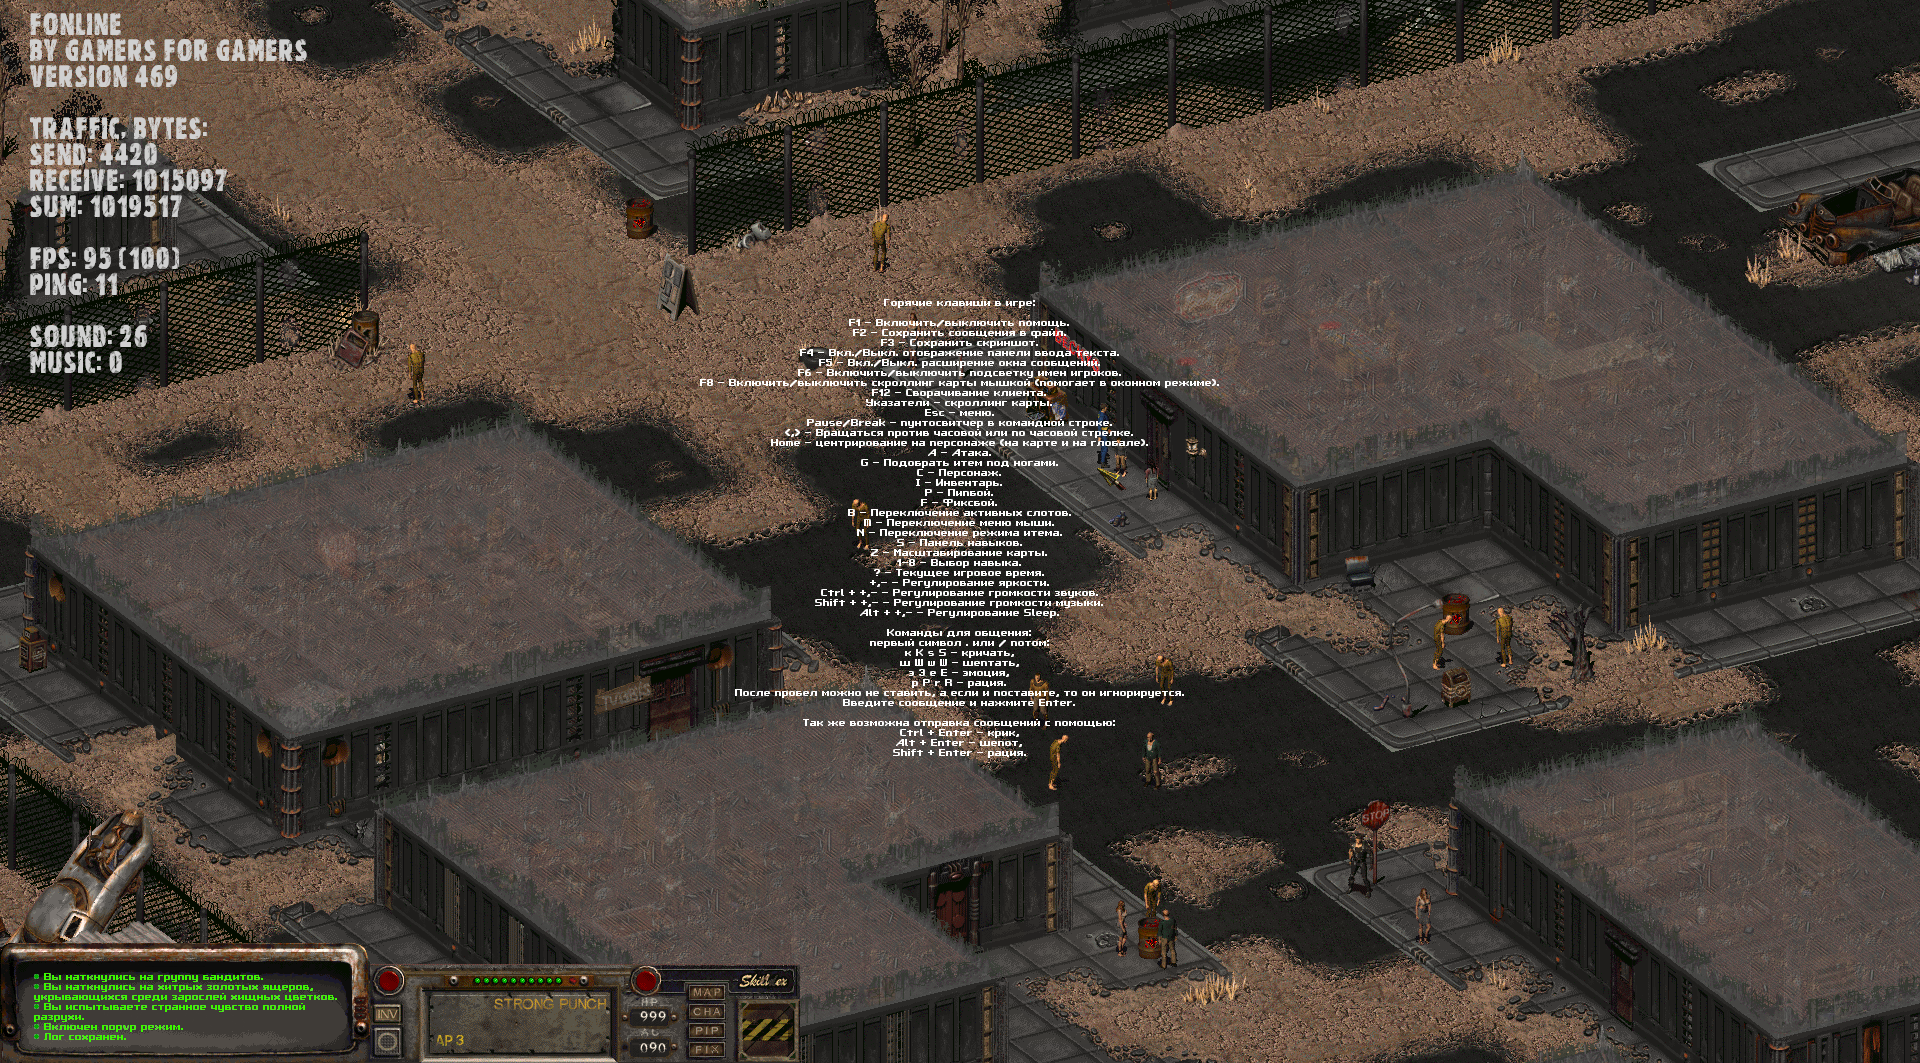 FONLINE
BY GAMERS FOR GAMERS
VERSION 469
TRAFFIC, BYTES:
SEND: 4420
RECEIVE: 1015097
SUM: 1019517
FPS: 95 (100)
PING: 11
SOUND: 26
MUSIC: 0
Горячие клавиши в игре:
F1 - Включить/выключить помощь.
F2 - Сохранить сообщения в файл.
F3 - Сохранить скриншот.
F4 - Вкл./Выкл. отображение панели ввода текста.
F5 - Вкл./Выкл. расширение окна сообщений.
F6 - Включить/выключить подсветку имен игроков.
F8 - Включить/выключить скроллинг карты мышкой (помогает в оконном режиме).
F12 - Сворачивание клиента.
Указатели - скроллинг карты.
Esc - меню.
Pause/Break - пунтосвитчер в командной строке.
<,> - Вращаться против часовой или по часовой стрелке.
Home - центрирование на персонаже (на карте и на глобале).
A - Атака.
G - Подобрать итем под ногами.
C - Персонаж.
I - Инвентарь.
P - Пипбой.
F - Фиксбой.
B - Переключение активных слотов.
M - Переключение меню мыши.
N - Переключение режима итема.
S - Панель навыков.
Z - Масштабирование карты.
1-8 - Выбор навыка.
? - Текущее игровое время.
+,- - Регулирование яркости.
Ctrl + +,- - Регулирование громкости звуков.
Shift + +,- - Регулирование громкости музыки.
Alt + +,- - Регулирование Sleep.
Команды для общения:
первый символ . или / потом:
к K s S - кричать,
ш Ш w W - шептать,
э Э e E - эмоция,
р P r R - рация.
После пробел можно не ставить, а если и поставите, то он игнорируется.
Введите сообщение и нажмите Enter.
Так же возможна отправка сообщений с помощью:
Ctrl + Enter - крик,
Alt + Enter - шепот,
Shift + Enter - рация.
STOP
Вы наткнулись на группу бандитов.
Вы наткнулись на хитрых золотых ящеров,
укрывающихся среди зарослей хищных цветков.
Вы испытываете странное чувство полной
разрухи.
Включен nopvp режим.
Лог сохранен.
INV
STRONG PUNCH
AP 3
HP
999
AC
090
MAP
CHA
PIP
FIX